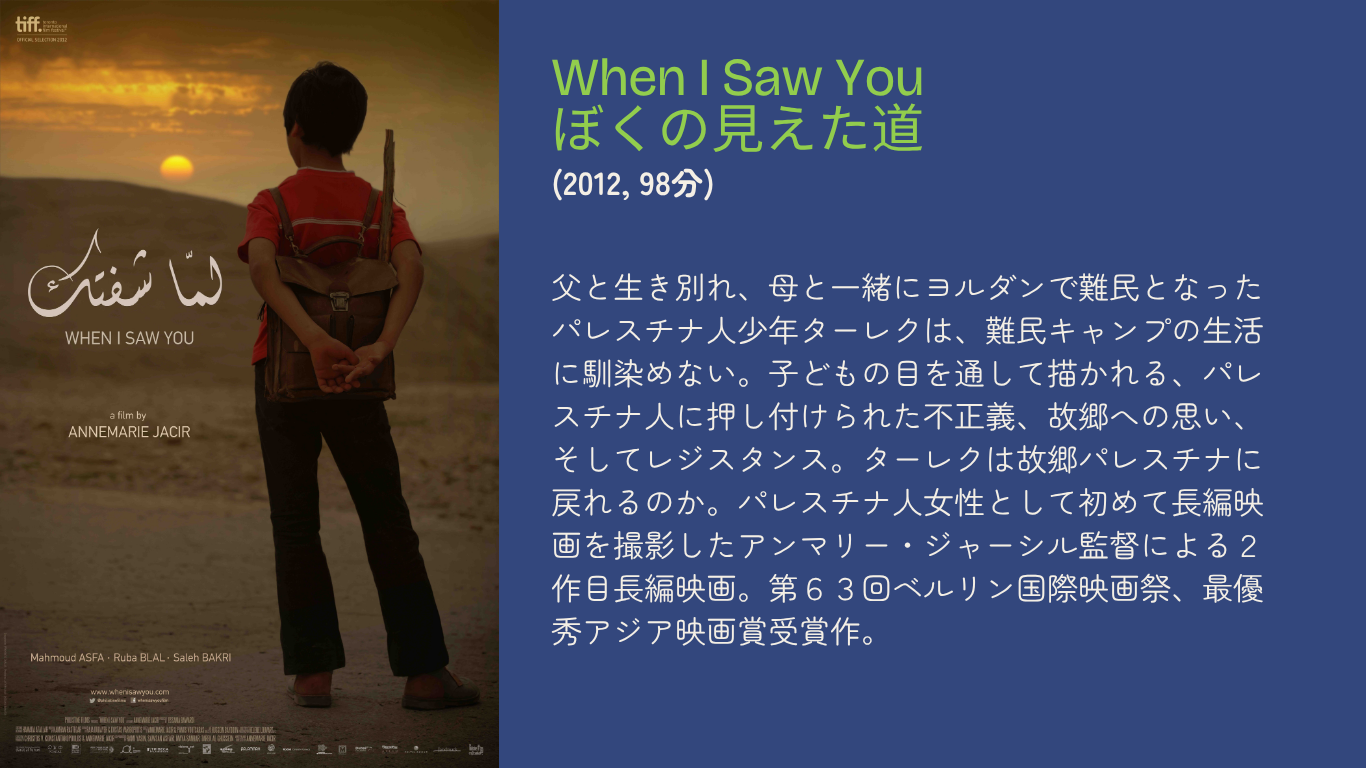 tiff.
toronto
international
film festival
OFFICIAL SELECTION 2012
لمّا شفتك
WHEN I SAW YOU
a film by
ANNEMARIE JACIR
Mahmoud ASFA · Ruba BLAL · Saleh BAKRI
www.whenisawyou.com
When I Saw You
ぼくの見えた道
(2012, 98分)
父と生き別れ、母と一緒にヨルダンで難民となった
パレスチナ人少年ターレクは、難民キャンプの生活
に馴染めない。子どもの目を通して描かれる、パレ
スチナ人に押し付けられた不正義、故郷への思い、
そしてレジスタンス。ターレクは故郷パレスチナに
戻れるのか。パレスチナ人女性として初めて長編映
画を撮影したアンマリー・ジャーシル監督による２
作目長編映画。第６３回ベルリン国際映画祭、最優
秀アジア映画賞受賞作。